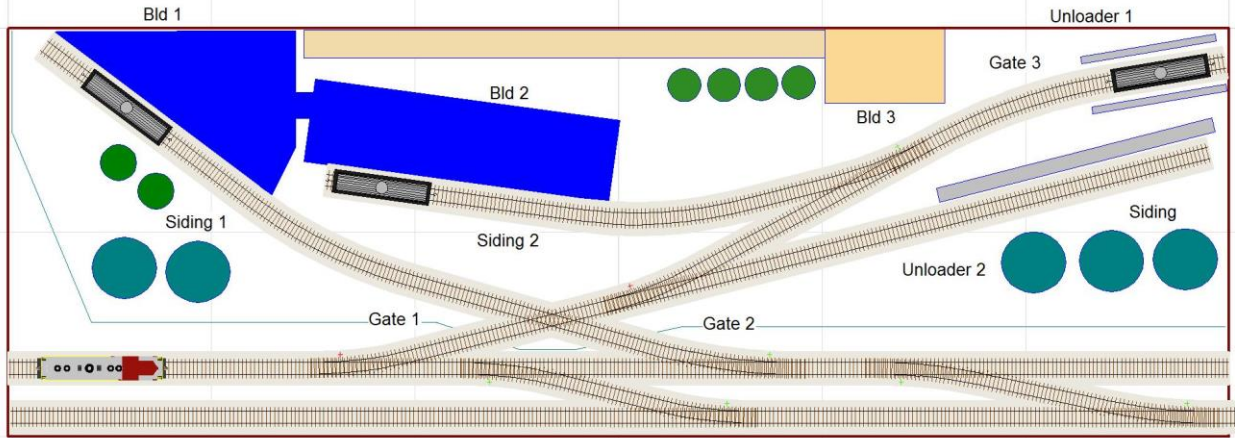 Bld 1
Unloader 1
Gate 3
Bld 2
Bld 3
Siding 1
Siding
Siding 2
Unloader 2
Gate 1
Gate 2